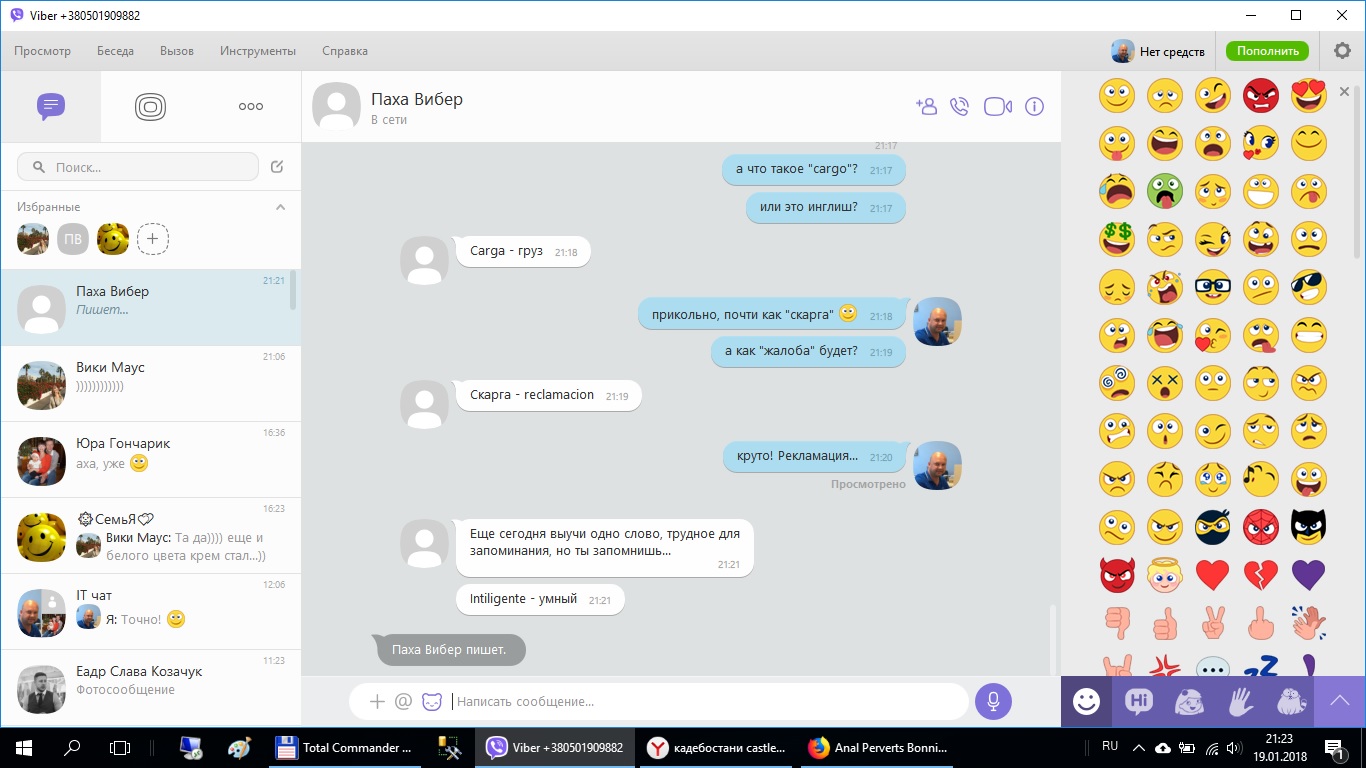 Viber +380501909882
Просмотр Беседа Вызов Инструменты Справка
Нет средств Пополнить
Паха Вибер
В сети
Поиск...
Избранные
ПВ
Паха Вибер 21:21
Пишет...
Вики Маус 21:06
))))))))))))
Юра Гончарик 16:36
аха, уже
СемьЯ 16:23
Вики Маус: Та да)))) еще и
белого цвета крем стал...))
IT чат 12:06
Я: Точно!
Еадр Слава Козачук 11:23
Фотосообщение
21:17
а что такое "cargo"? 21:17
или это инглиш? 21:17
Carga - груз 21:18
прикольно, почти как "скарга" 21:18
а как "жалоба" будет? 21:19
Скарга - reclamacion 21:19
круто! Рекламация... 21:20
Просмотрено
Еще сегодня выучи одно слово, трудное для
запоминания, но ты запомнишь...
21:21
Intiligente - умный 21:21
Паха Вибер пишет.
Написать сообщение...
Hi
Total Commander ...
Viber +380501909882
кадебостани castle...
Anal Perverts Bonni...
RU
21:23
19.01.2018
1